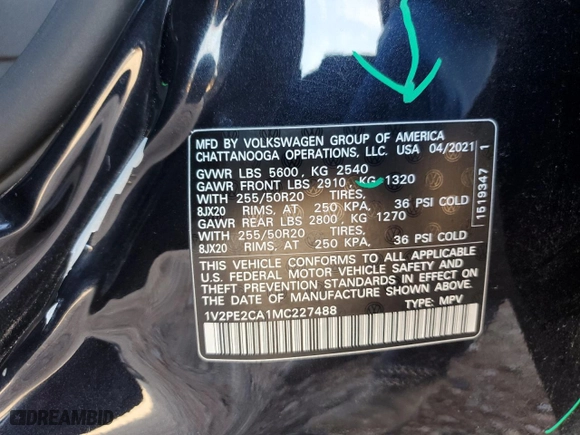 MFD BY VOLKSWAGEN GROUP OF AMERICA
CHATTANOOGA OPERATIONS, LLC. USA 04/2021
GVWR LBS 5600, KG 2540
GAWR FRONT LBS 2910, KG 1320
WITH 255/50R20 TIRES,
8JX20 RIMS, AT 250 KPA, 36 PSI COLD
GAWR REAR LBS 2800, KG 1270
WITH 255/50R20 TIRES,
8JX20 RIMS, AT 250 KPA, 36 PSI COLD
THIS VEHICLE CONFORMS TO ALL APPLICABLE
U.S. FEDERAL MOTOR VEHICLE SAFETY AND
THEFT PREVENTION STANDARDS IN EFFECT ON
THE DATE OF MANUFACTURE SHOWN ABOVE.
1V2PE2CA1MC227488 TYPE: MPV
1519347 1
DREAMBID